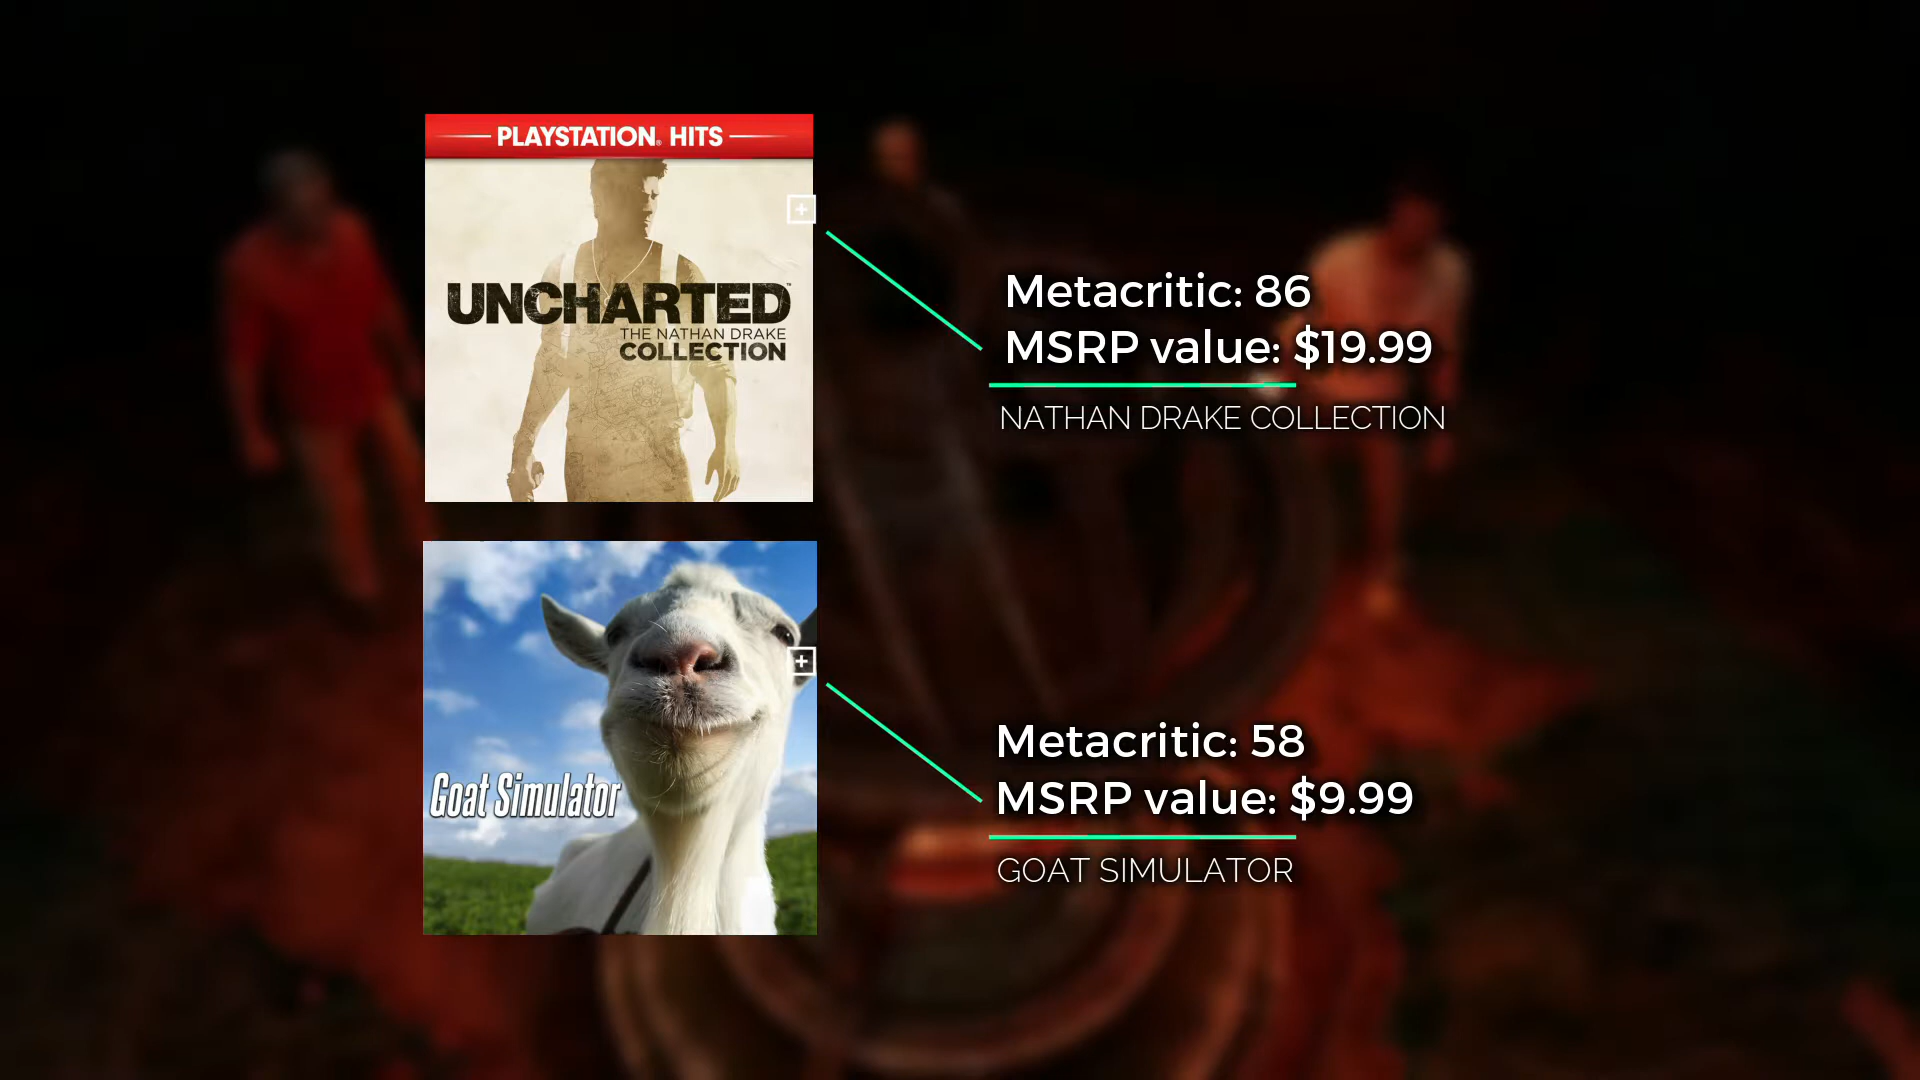 PLAYSTATION® HITS
UNCHARTED™
THE NATHAN DRAKE
COLLECTION
Metacritic: 86
MSRP value: $19.99
NATHAN DRAKE COLLECTION
Goat Simulator
Metacritic: 58
MSRP value: $9.99
GOAT SIMULATOR